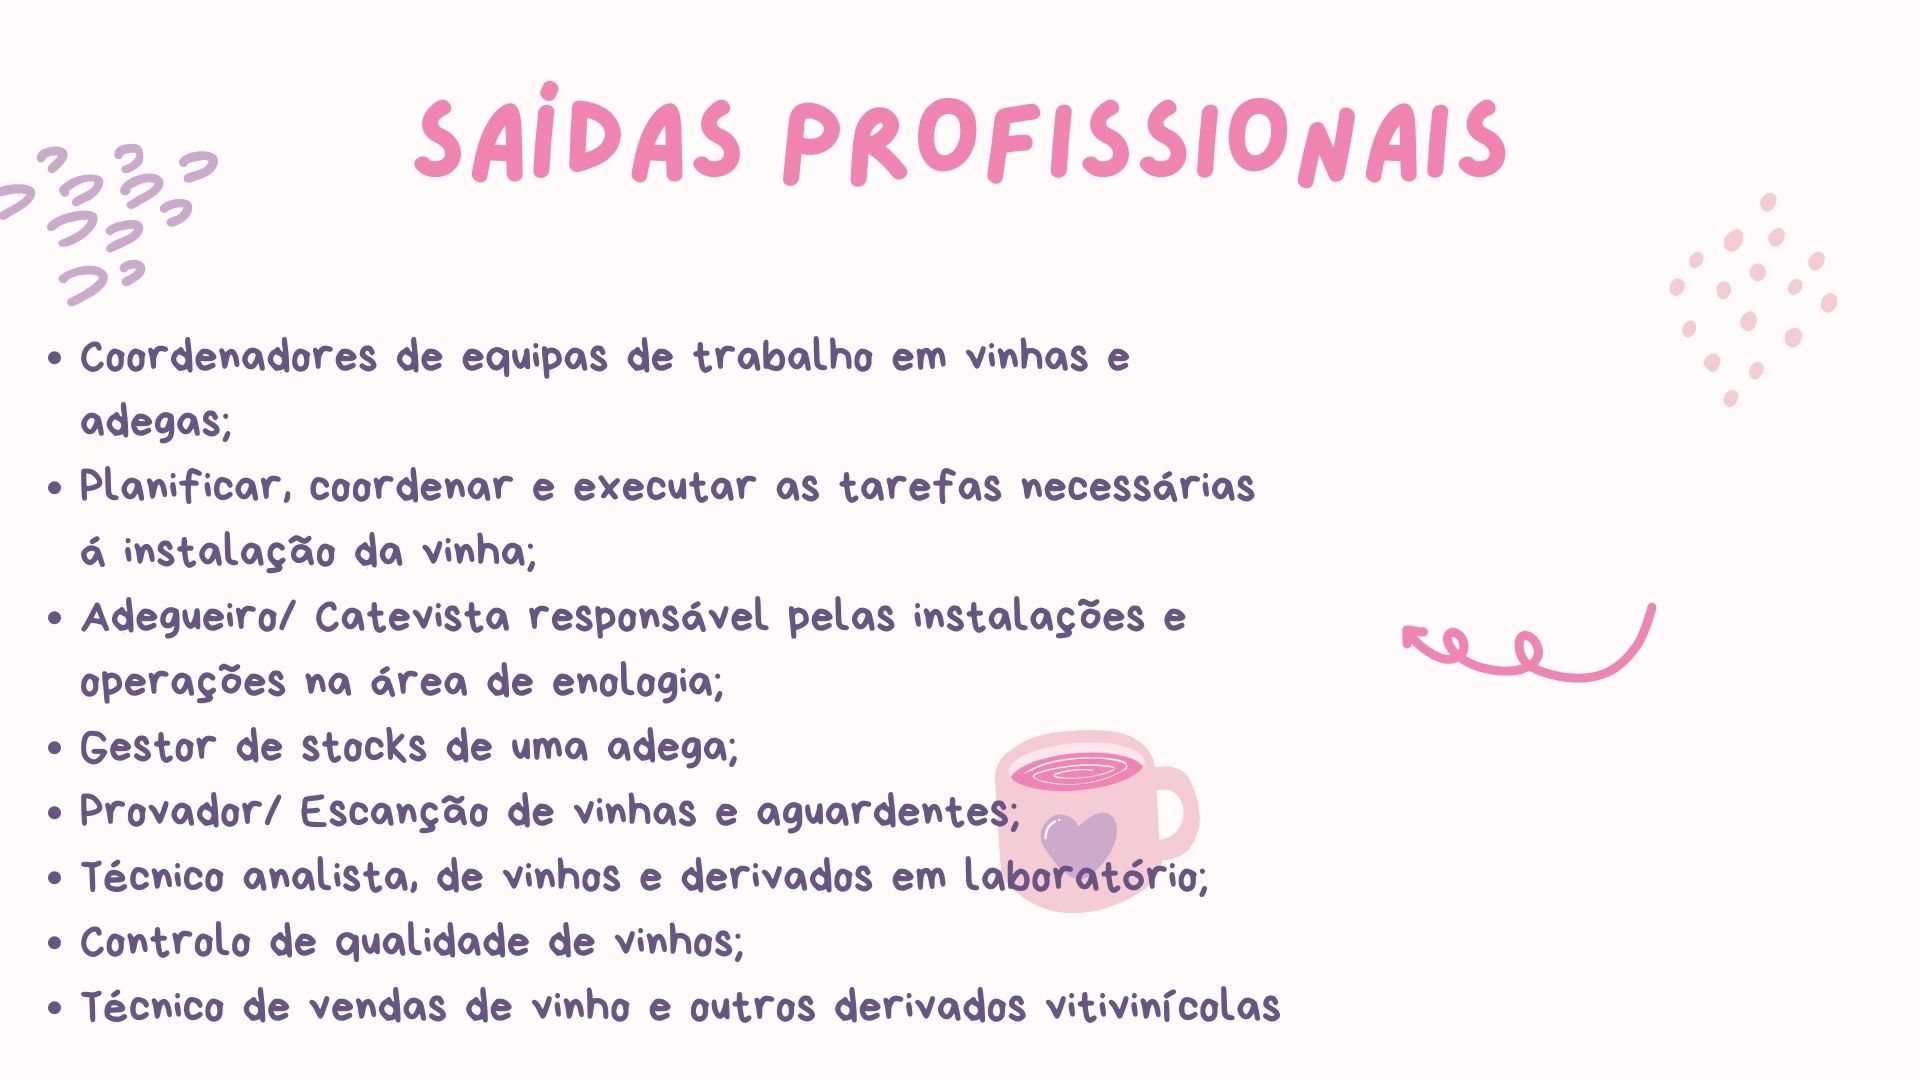 SAÍDAS PROFISSIONAIS
• Coordenadores de equipas de trabalho em vinhas e
adegas;
• Planificar, coordenar e executar as tarefas necessárias
á instalação da vinha;
• Adegueiro/ Catevista responsável pelas instalações e
operações na área de enologia;
• Gestor de stocks de uma adega;
• Provador/ Escanção de vinhas e aguardentes;
• Técnico analista, de vinhos e derivados em laboratório;
• Controlo de qualidade de vinhos;
• Técnico de vendas de vinho e outros derivados vitivinícolas